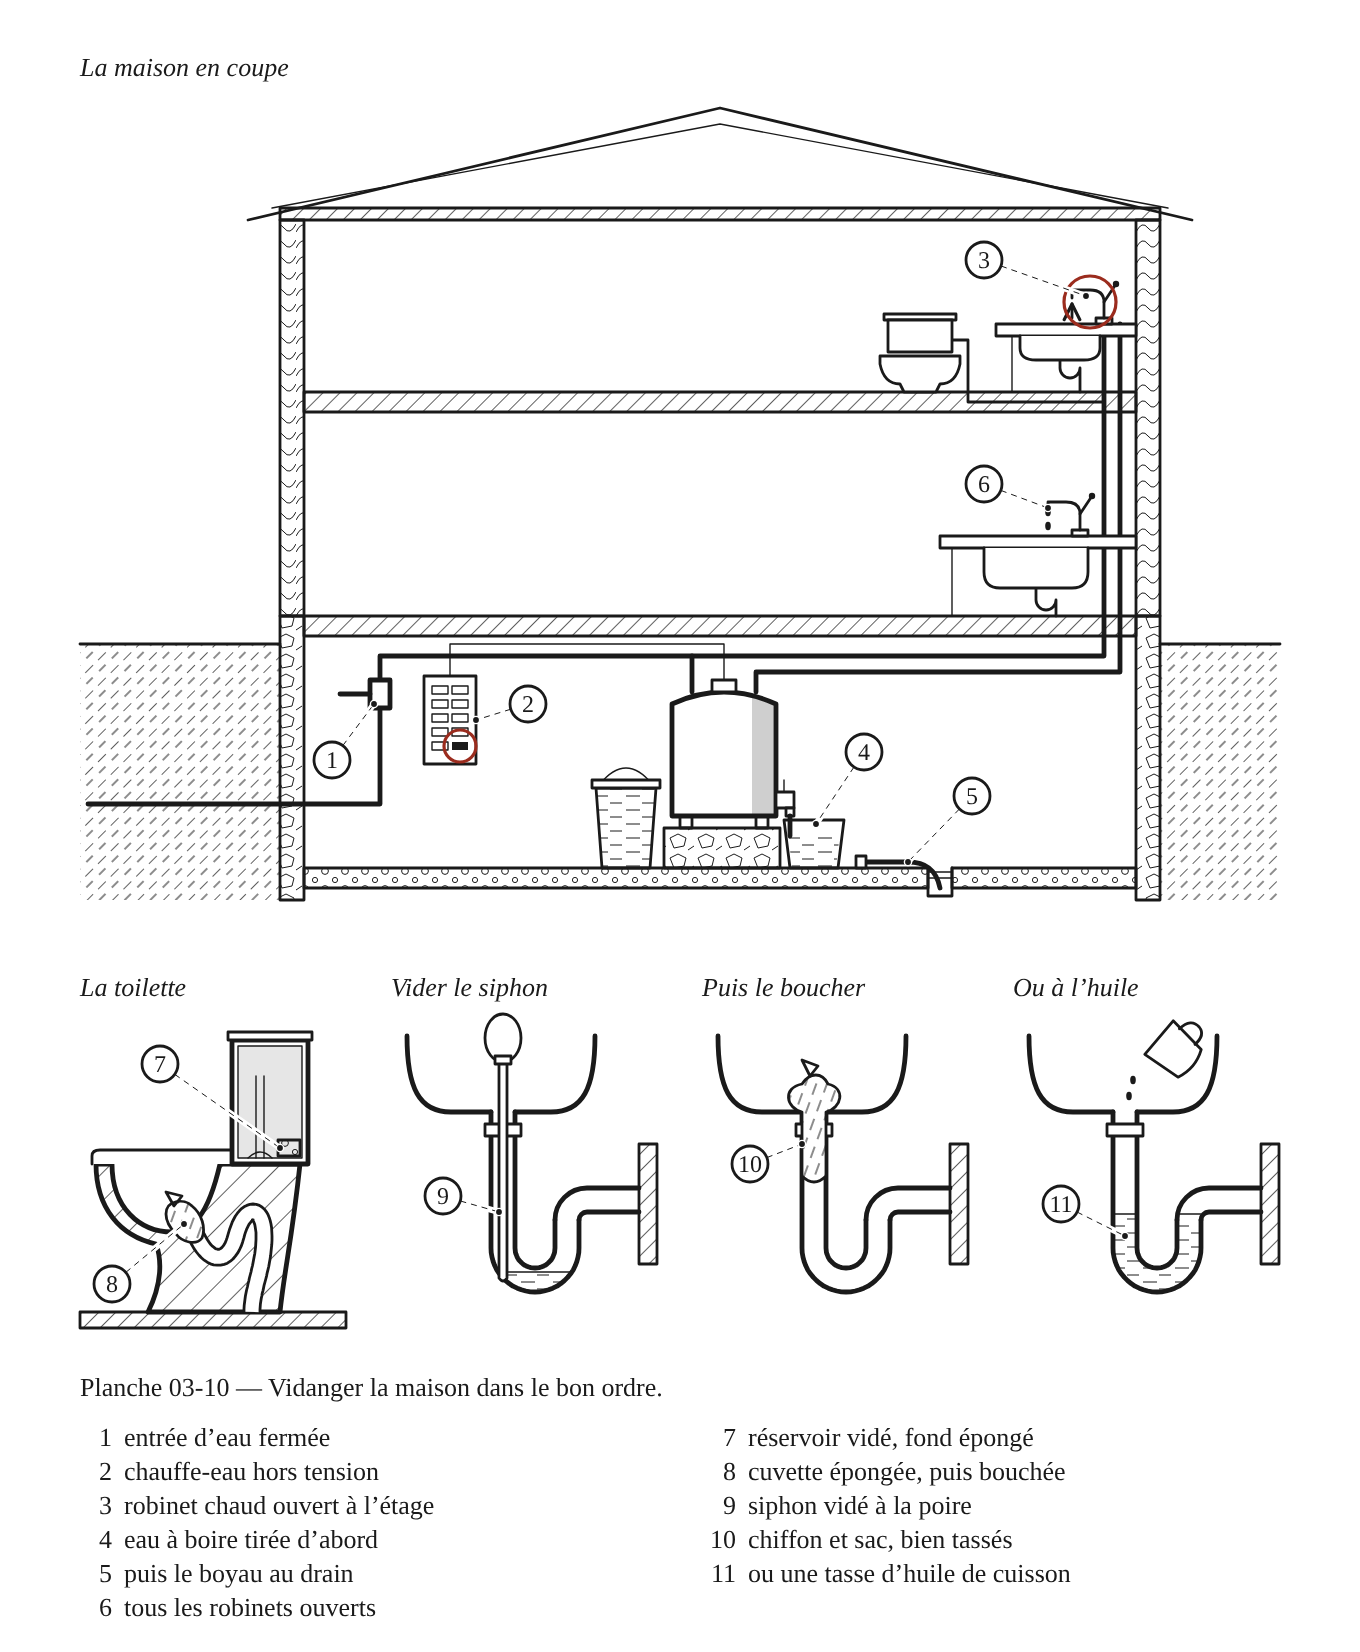 La maison en coupe
3
6
2
1
4
5
La toilette
Vider le siphon
Puis le boucher
Ou à l’huile
7
8
9
10
11
Planche 03-10 — Vidanger la maison dans le bon ordre.
1 entrée d’eau fermée
2 chauffe-eau hors tension
3 robinet chaud ouvert à l’étage
4 eau à boire tirée d’abord
5 puis le boyau au drain
6 tous les robinets ouverts
7 réservoir vidé, fond épongé
8 cuvette épongée, puis bouchée
9 siphon vidé à la poire
10 chiffon et sac, bien tassés
11 ou une tasse d’huile de cuisson